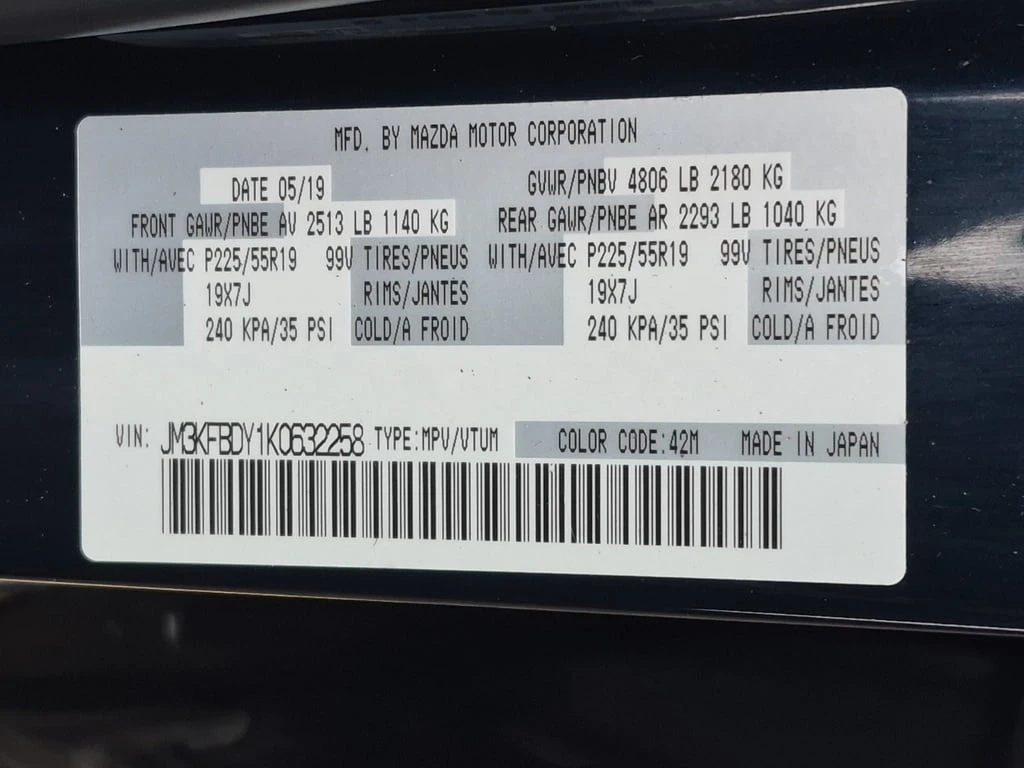 MFD. BY MAZDA MOTOR CORPORATION
DATE 05/19 GVWR/PNBV 4806 LB 2180 KG
FRONT GAWR/PNBE AV 2513 LB 1140 KG REAR GAWR/PNBE AR 2293 LB 1040 KG
WITH/AVEC P225/55R19 99V TIRES/PNEUS WITH/AVEC P225/55R19 99V TIRES/PNEUS
19X7J RIMS/JANTES 19X7J RIMS/JANTES
240 KPA/35 PSI COLD/A FROID 240 KPA/35 PSI COLD/A FROID
VIN: JM3KFBDY1K0632258 TYPE:MPV/VTUM COLOR CODE:42M MADE IN JAPAN